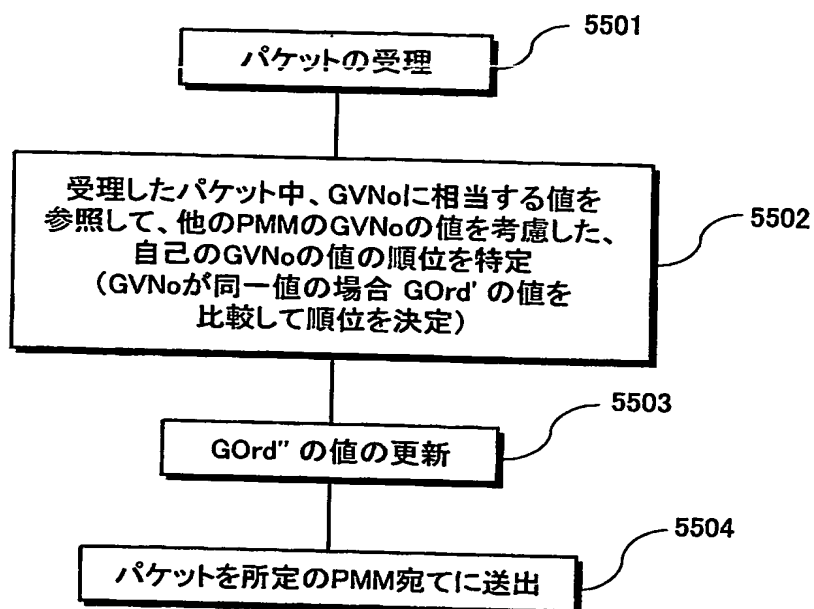 5501
パケットの受理
受理したパケット中、GVNoに相当する値を
参照して、他のPMMのGVNoの値を考慮した、
自己のGVNoの値の順位を特定
（GVNoが同一値の場合 GOrd' の値を
比較して順位を決定）
5502
5503
GOrd'' の値の更新
5504
パケットを所定のPMM宛てに送出